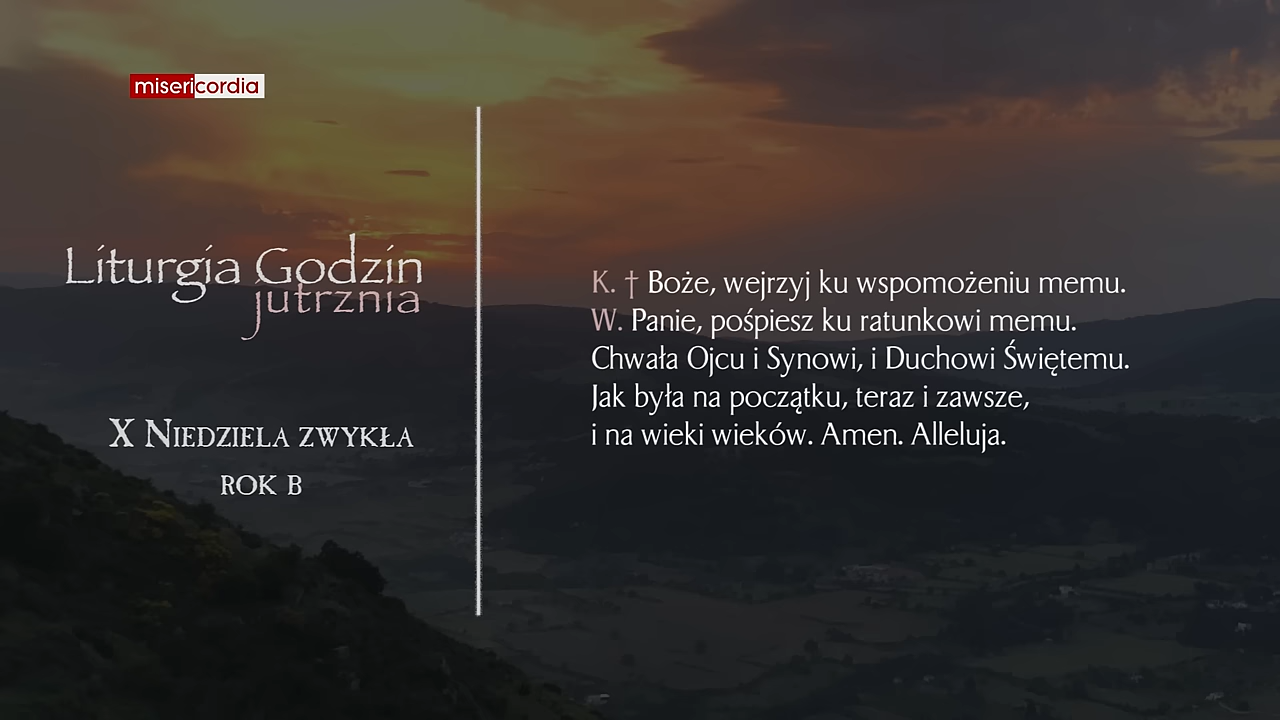 misericordia
Liturgia Godzin
jutrznia
X Niedziela zwykła
rok B
K. † Boże, wejrzyj ku wspomożeniu memu.
W. Panie, pośpiesz ku ratunkowi memu.
Chwała Ojcu i Synowi, i Duchowi Świętemu.
Jak była na początku, teraz i zawsze,
i na wieki wieków. Amen. Alleluja.